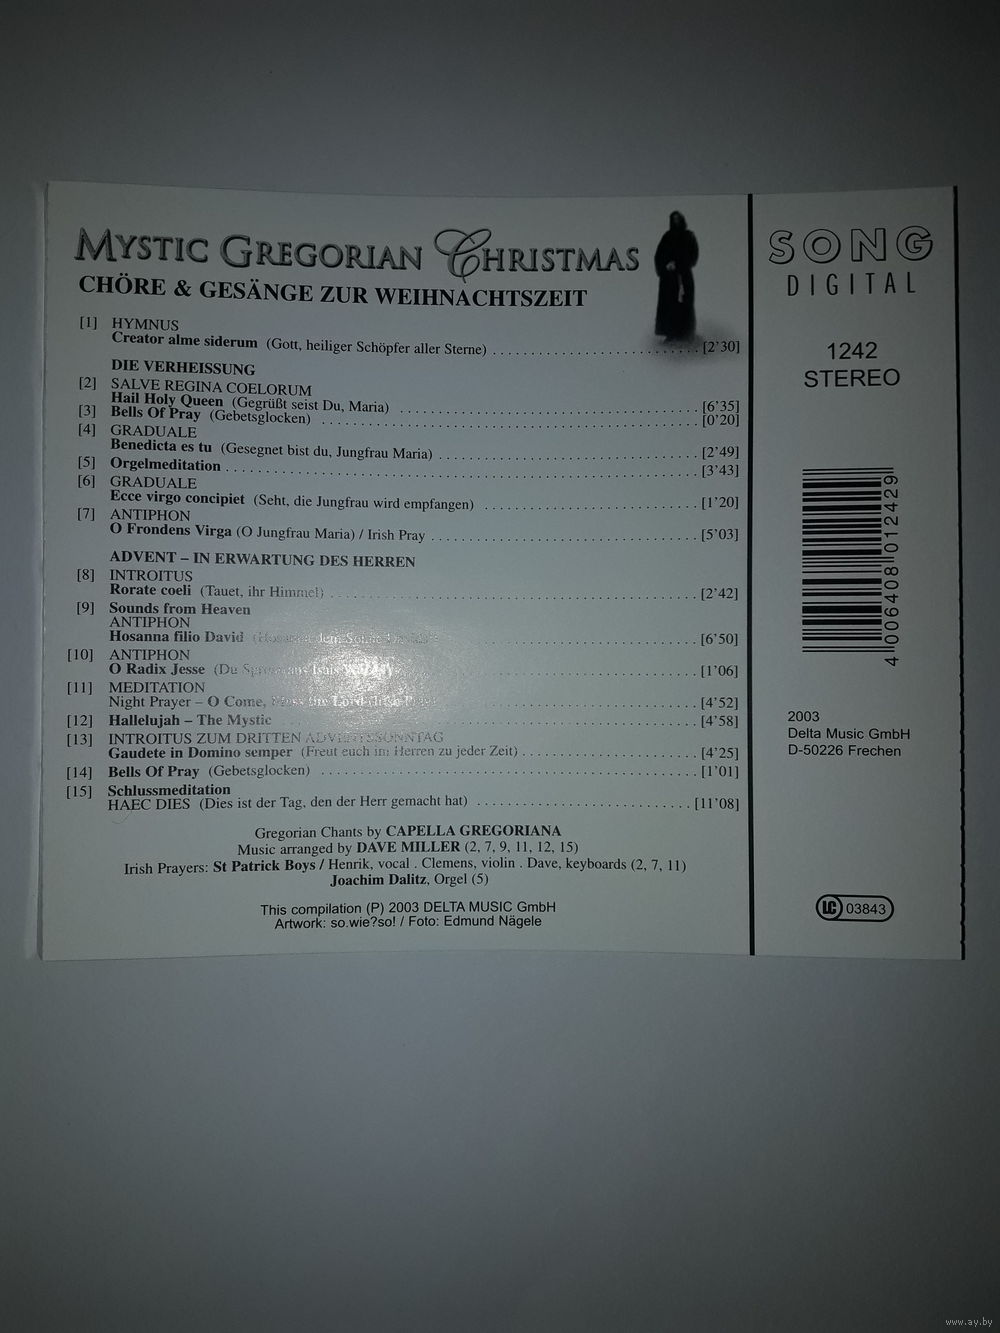 MYSTIC GREGORIAN CHRISTMAS
CHÖRE & GESÄNGE ZUR WEIHNACHTSZEIT
[1] HYMNUS
Creator alme siderum (Gott, heiliger Schöpfer aller Sterne) [2'30]
DIE VERHEISSUNG
[2] SALVE REGINA COELORUM
Hail Holy Queen (Gegrüßt seist Du, Maria) [6'35]
[3] Bells Of Pray (Gebetsglocken) [0'20]
[4] GRADUALE
Benedicta es tu (Gesegnet bist du, Jungfrau Maria) [2'49]
[5] Orgelmeditation [3'43]
[6] GRADUALE
Ecce virgo concipiet (Seht, die Jungfrau wird empfangen) [1'20]
[7] ANTIPHON
O Frondens Virga (O Jungfrau Maria) / Irish Pray [5'03]
ADVENT – IN ERWARTUNG DES HERREN
[8] INTROITUS
Rorate coeli (Tauet, ihr Himmel) [2'42]
[9] Sounds from Heaven
ANTIPHON
Hosanna filio David [6'50]
[10] ANTIPHON
O Radix Jesse (Du [1'06]
[11] MEDITATION
Night Prayer – O Come, Lord [4'52]
[12] Hallelujah – The Mystic [4'58]
[13] INTROITUS ZUM DRITTEN ADVENTSSONNTAG
Gaudete in Domino semper (Freut euch im Herren zu jeder Zeit) [4'25]
[14] Bells Of Pray (Gebetsglocken) [1'01]
[15] Schlussmeditation
HAEC DIES (Dies ist der Tag, den der Herr gemacht hat) [11'08]
Gregorian Chants by CAPELLA GREGORIANA
Music arranged by DAVE MILLER (2, 7, 9, 11, 12, 15)
Irish Prayers: St Patrick Boys / Henrik, vocal . Clemens, violin . Dave, keyboards (2, 7, 11)
Joachim Dalitz, Orgel (5)
This compilation (P) 2003 DELTA MUSIC GmbH
Artwork: so.wie?so! / Foto: Edmund Nägele
SONG
DIGITAL
1242
STEREO
4 006408 012429
2003
Delta Music GmbH
D-50226 Frechen
LC 03843
www.ay.by